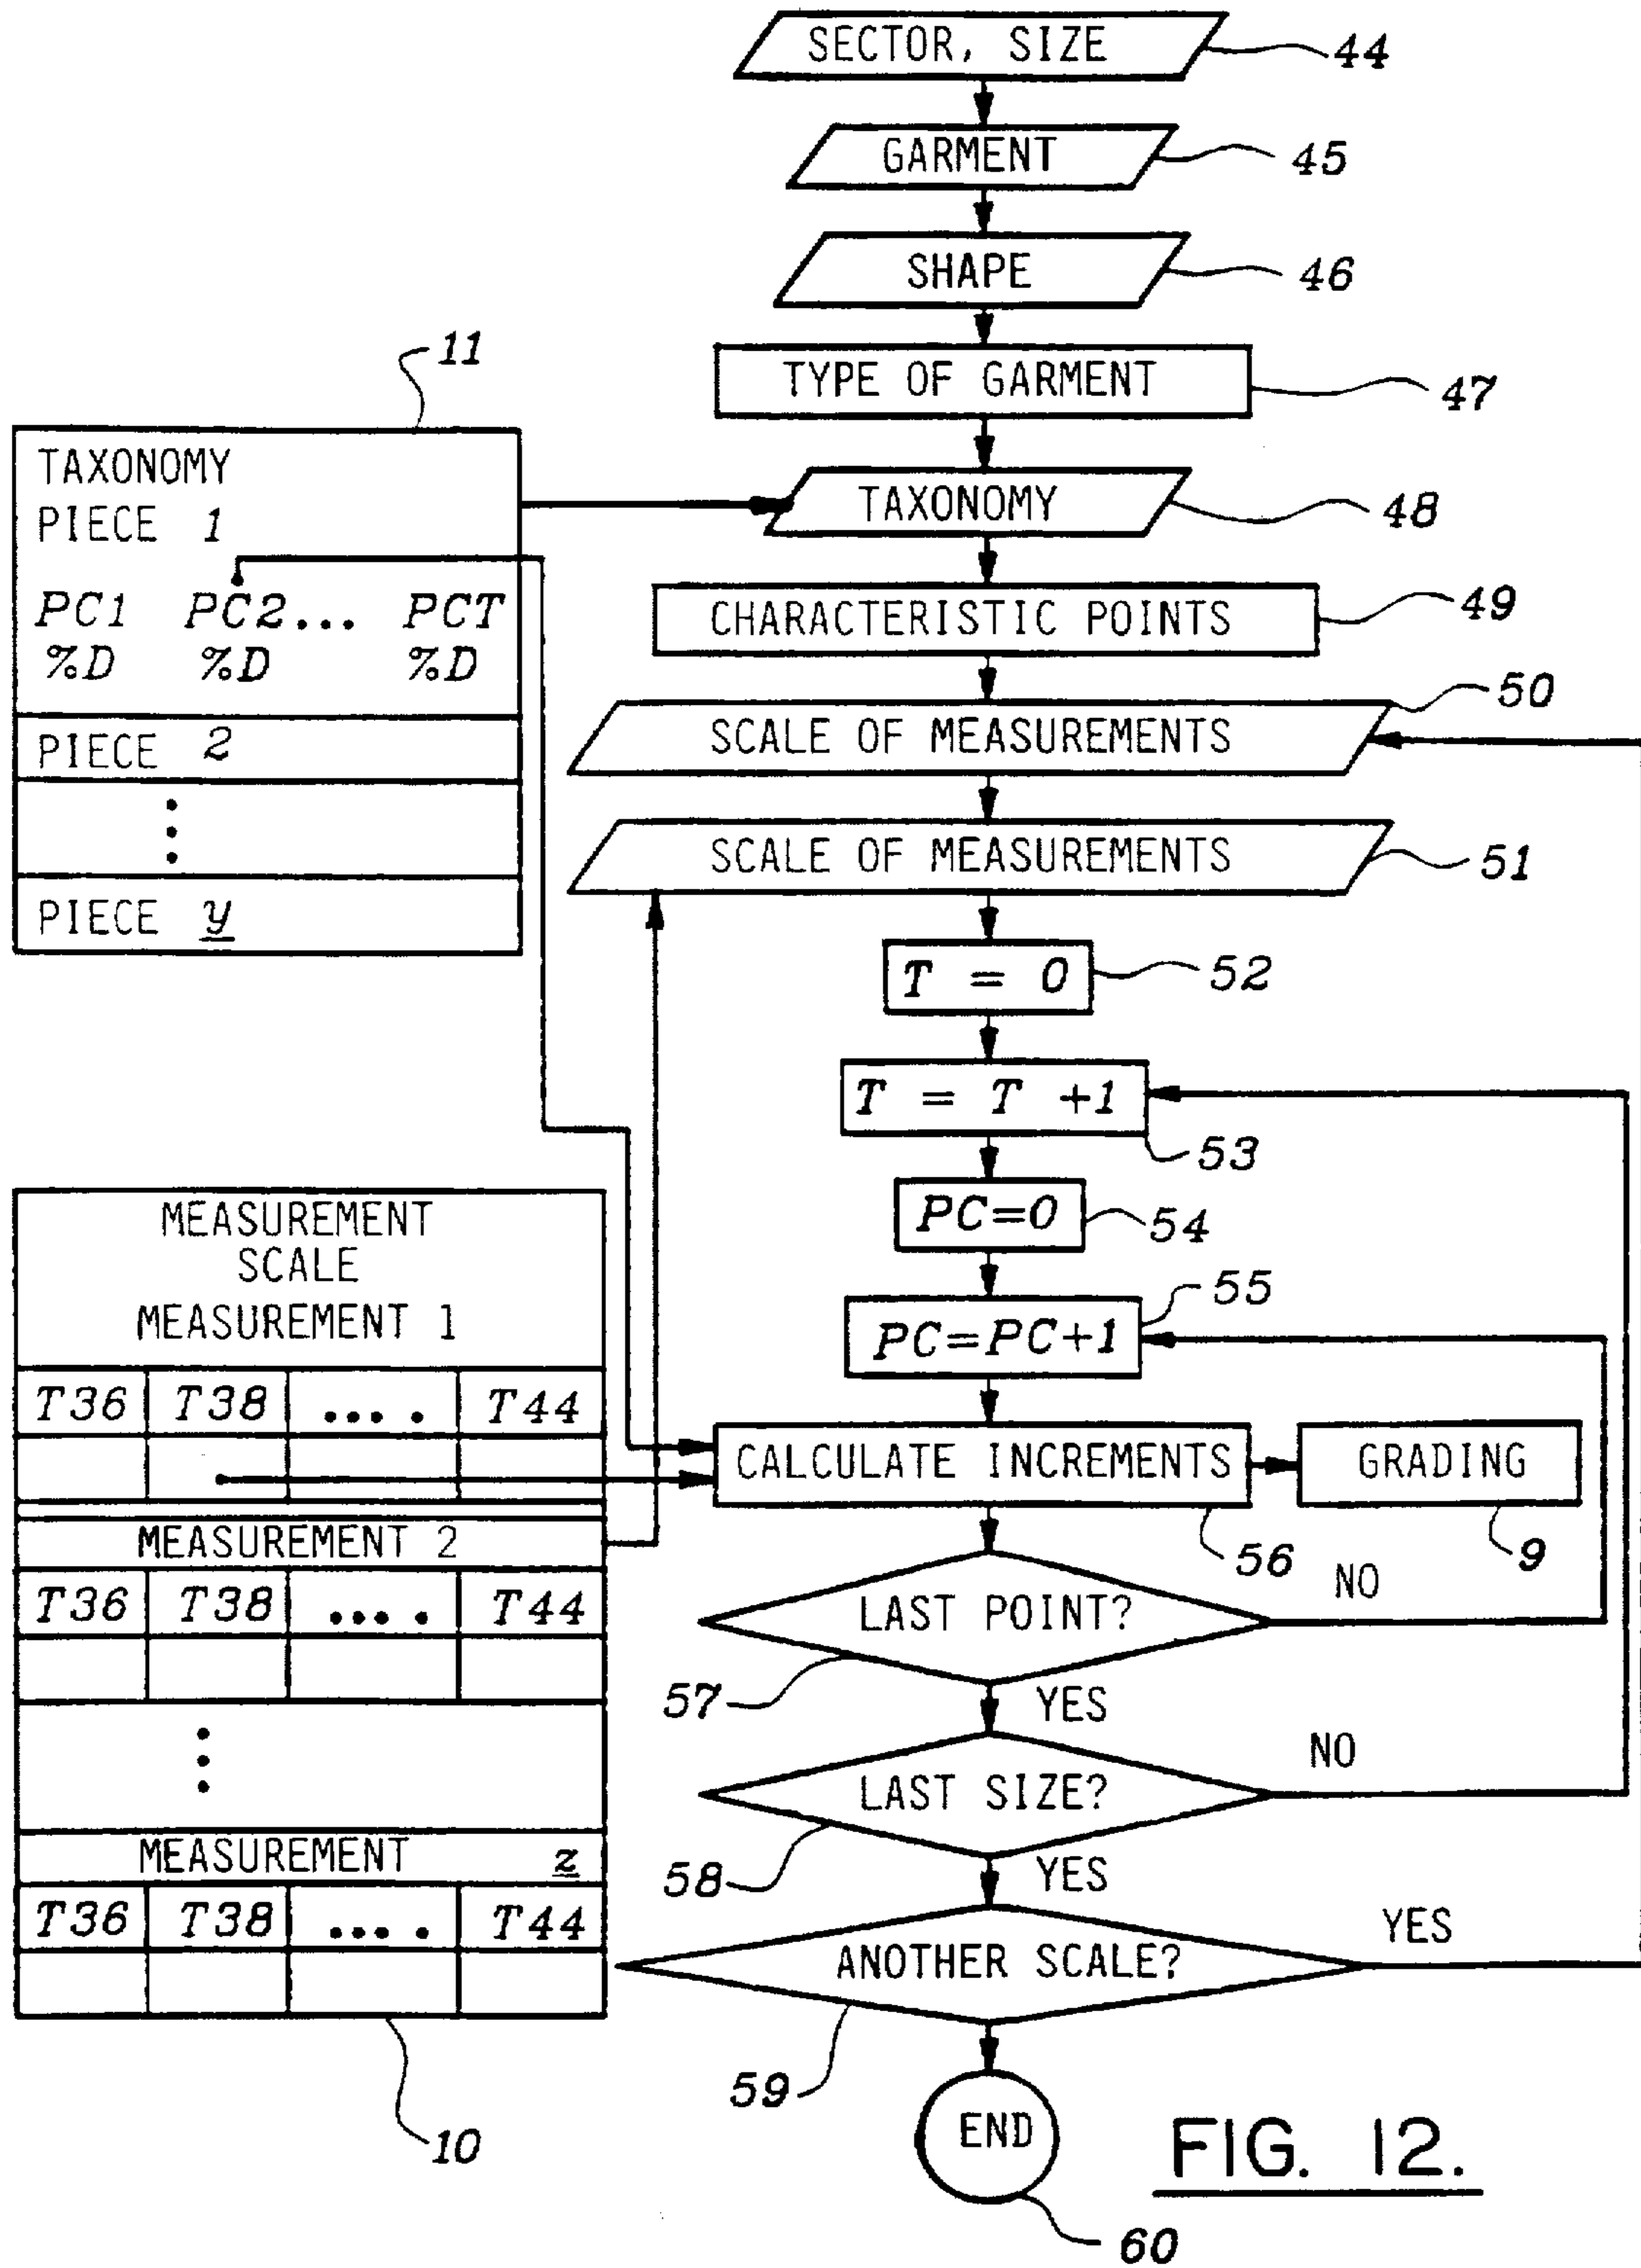 SECTOR, SIZE 44
GARMENT 45
SHAPE 46
TYPE OF GARMENT 47
11
TAXONOMY
PIECE 1
PC1 PC2... PCT
%D %D %D
PIECE 2
PIECE y
TAXONOMY 48
CHARACTERISTIC POINTS 49
SCALE OF MEASUREMENTS 50
SCALE OF MEASUREMENTS 51
T = 0 52
T = T +1
53
PC=0 54
PC=PC+1 55
MEASUREMENT
SCALE
MEASUREMENT 1
T36 T38 .... T44
MEASUREMENT 2
T36 T38 .... T44
MEASUREMENT z
T36 T38 .... T44
10
CALCULATE INCREMENTS 56
GRADING 9
LAST POINT? NO
57 YES
LAST SIZE? NO
58 YES
ANOTHER SCALE? YES
59
END
60
FIG. 12.